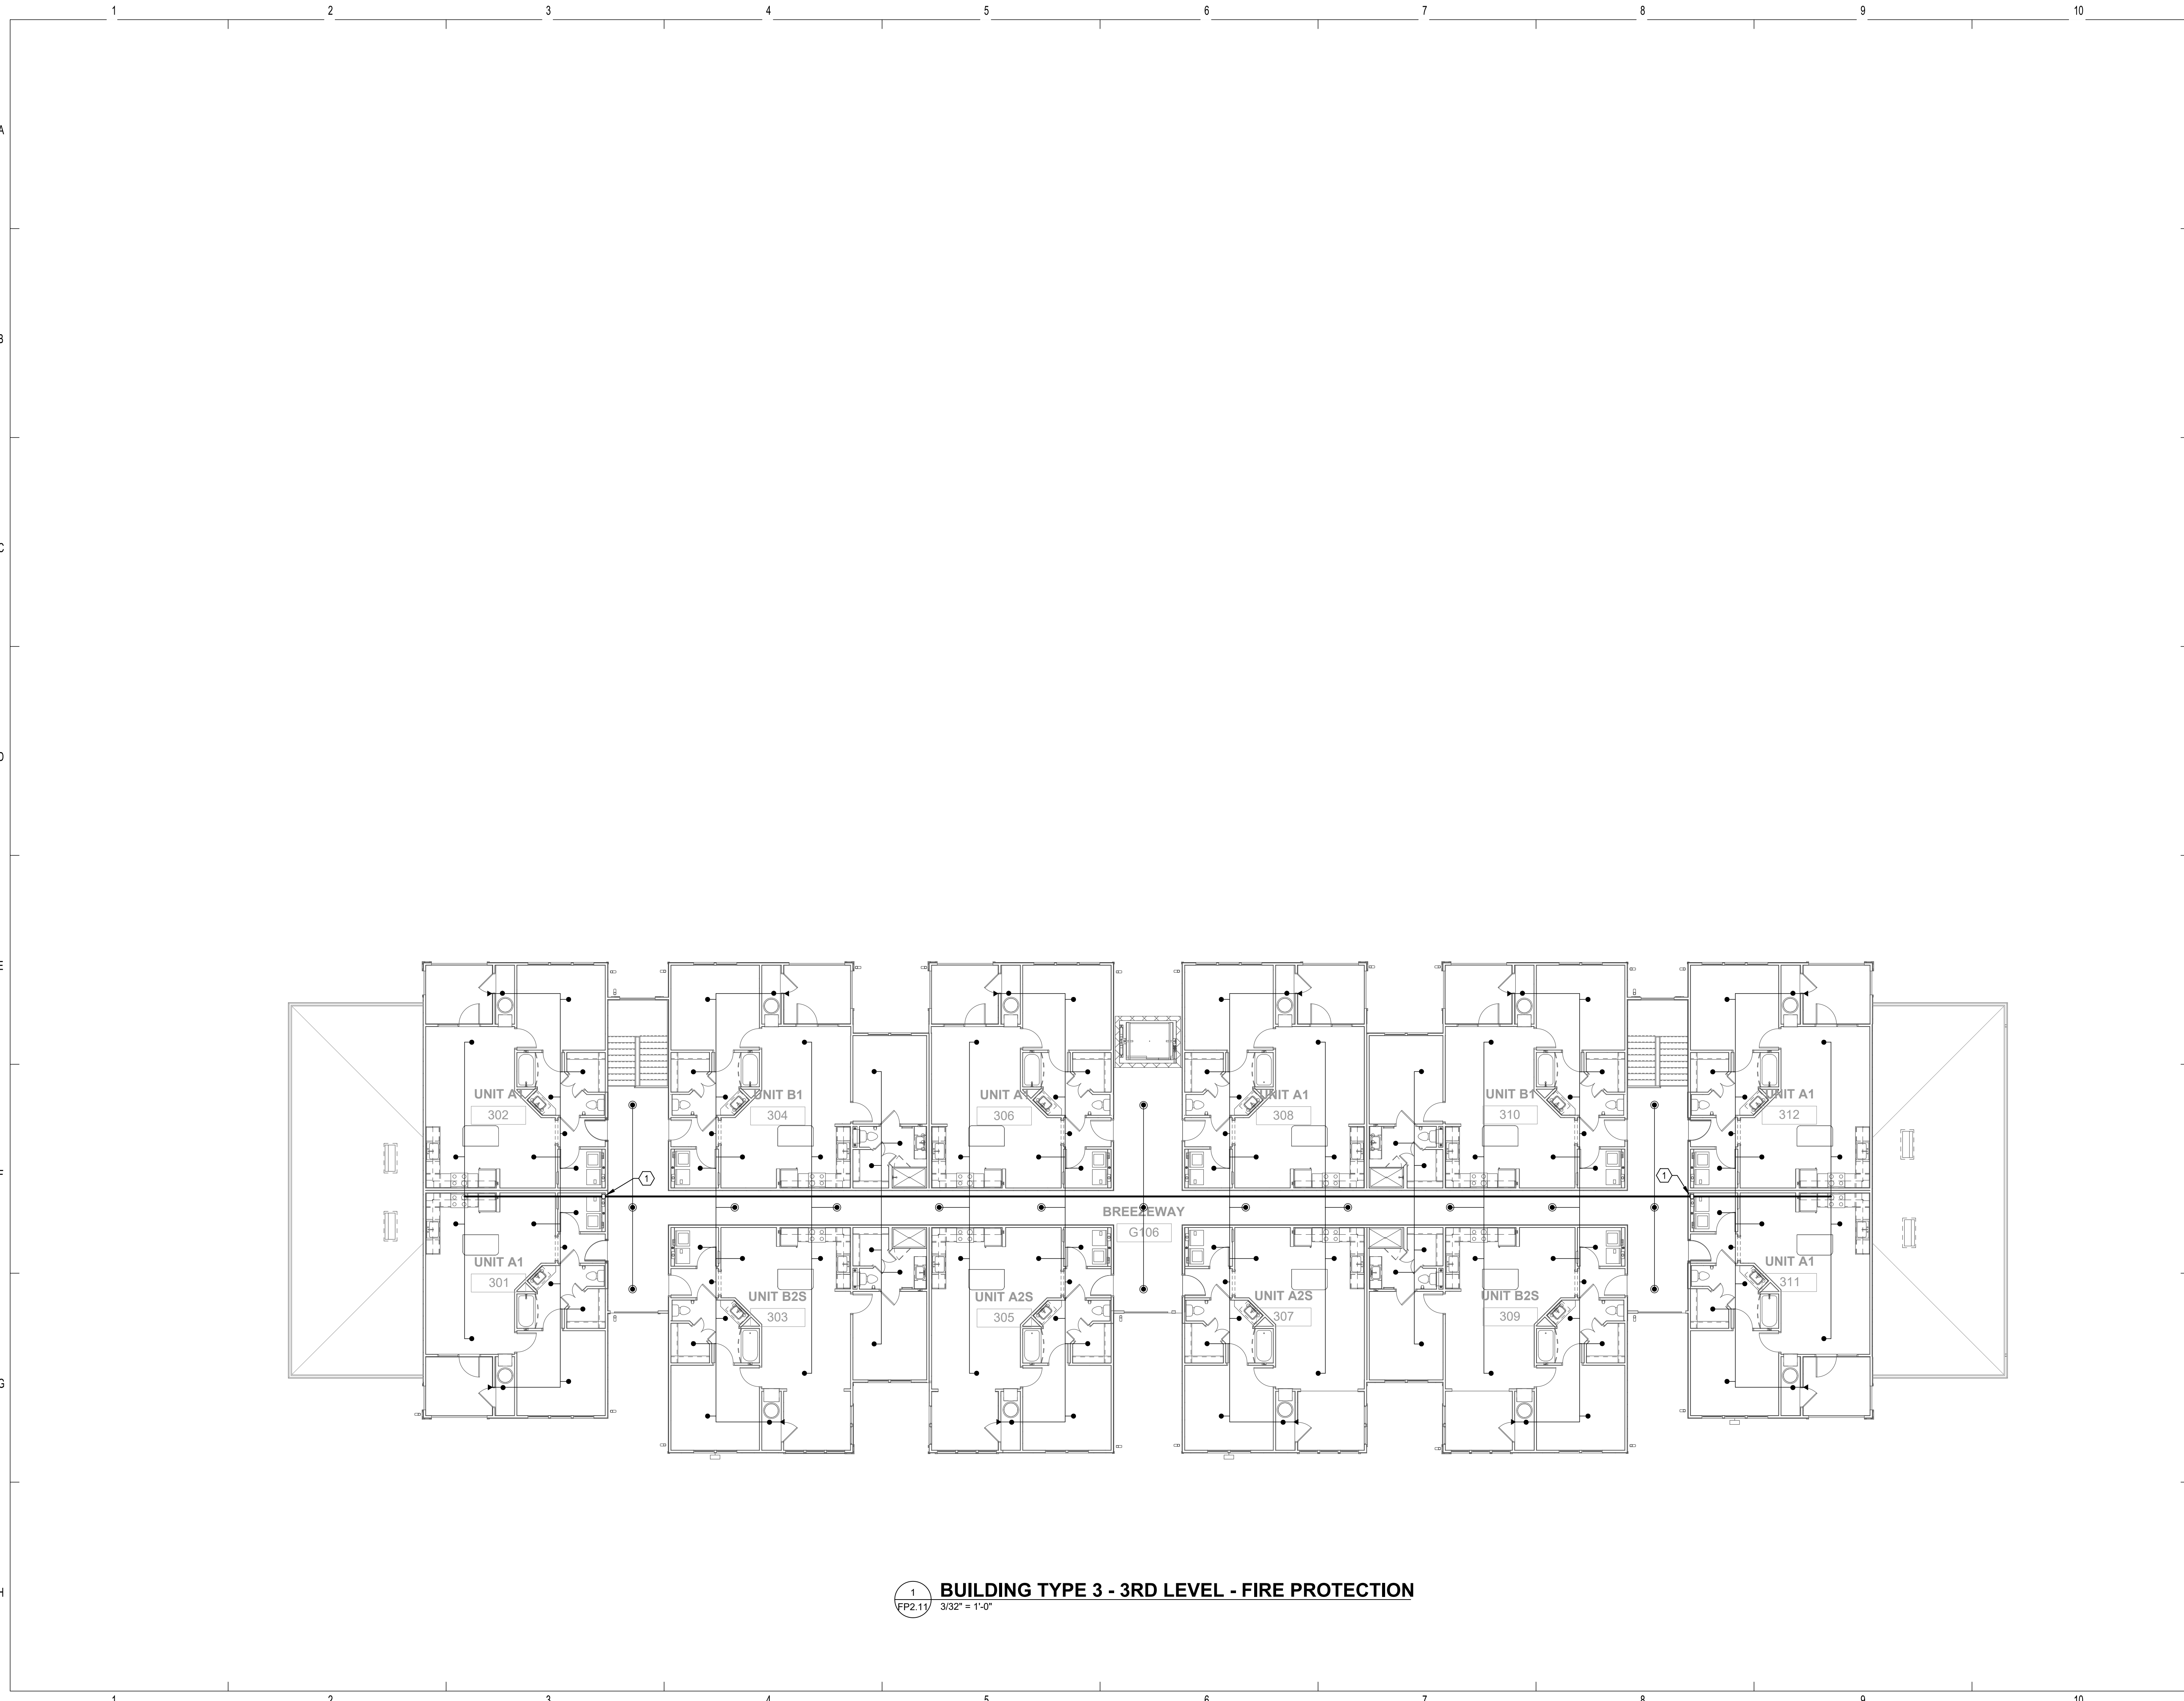 1 2 3 4 5 6 7 8 9 10
A
B
C
D
E
F
G
H
UNIT A1
302
UNIT B1
304
UNIT A1
306
UNIT A1
308
UNIT B1
310
UNIT A1
312
1
1
BREEZEWAY
G106
UNIT A1
301
UNIT B2S
303
UNIT A2S
305
UNIT A2S
307
UNIT B2S
309
UNIT A1
311
1
FP2.11
BUILDING TYPE 3 - 3RD LEVEL - FIRE PROTECTION
3/32" = 1'-0"
1 2 3 4 5 6 7 8 9 10